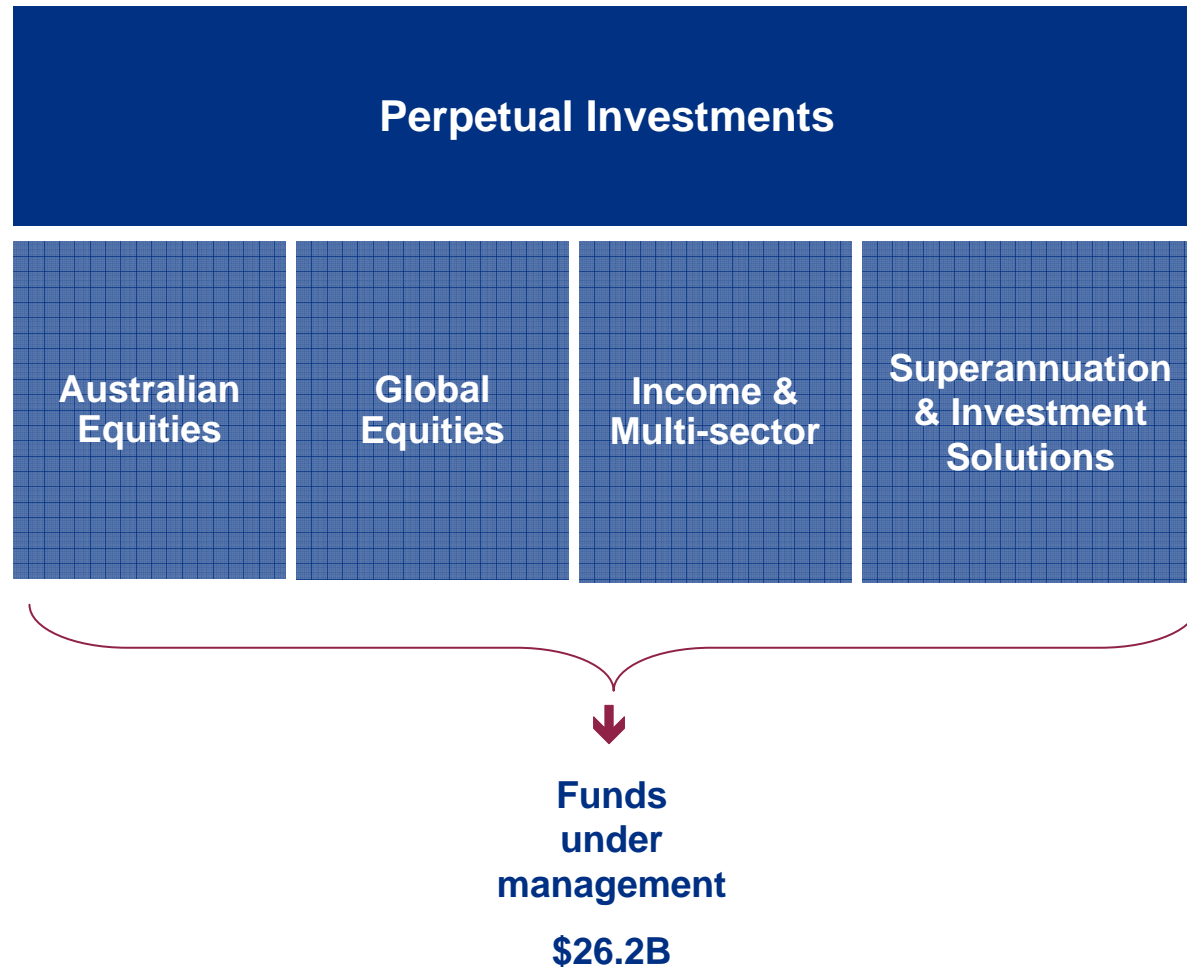 Perpetual Investments
Australian
Equities
Global
Equities
Income &
Multi-sector
Superannuation
& Investment
Solutions
Funds
under
management
$26.2B